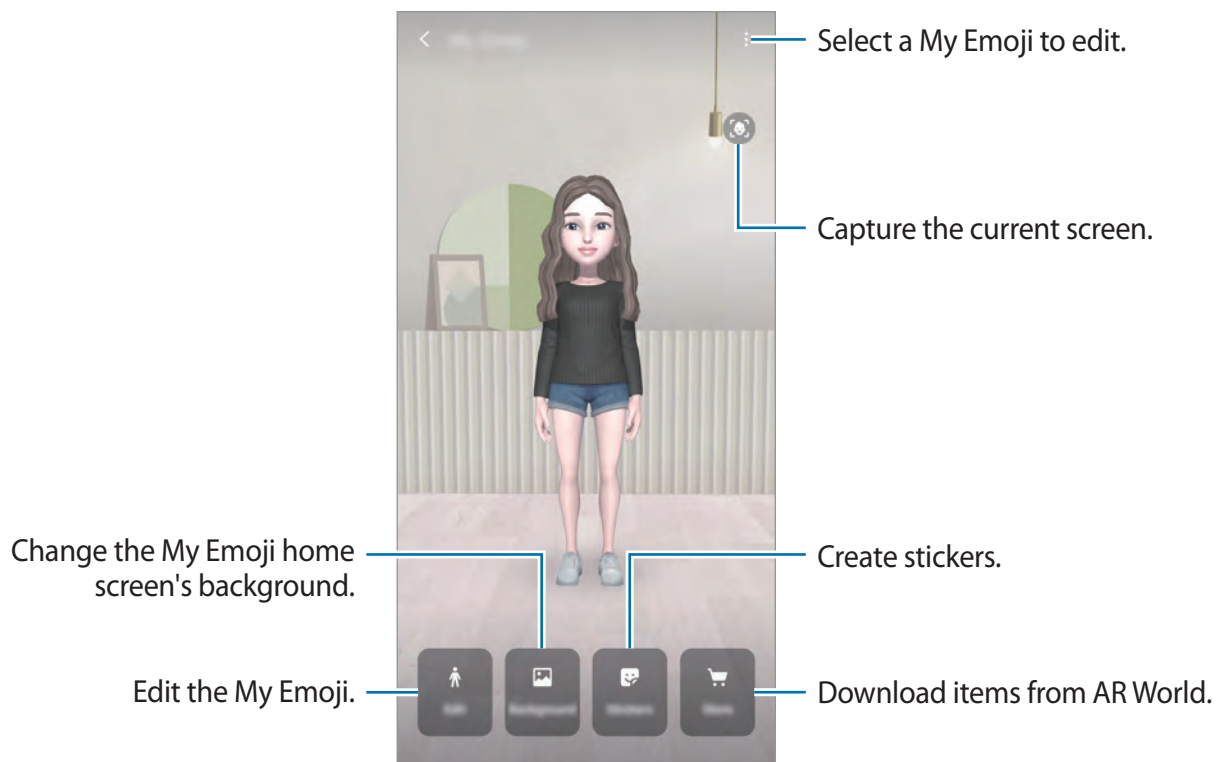 Select a My Emoji to edit.
Capture the current screen.
Change the My Emoji home
screen's background.
Create stickers.
Edit the My Emoji.
Download items from AR World.